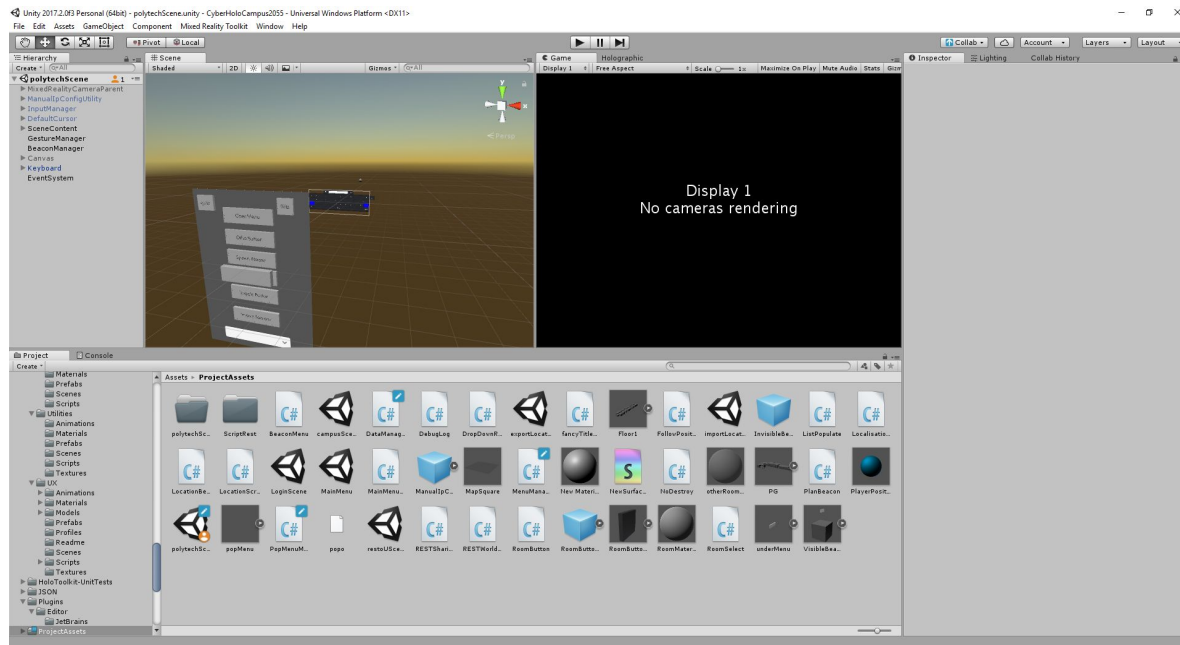 Unity 2017.2.0f3 Personal (64bit) - polytechScene.unity - CyberHoloCampus2055 - Universal Windows Platform <DX11>
File Edit Assets GameObject Component Mixed Reality Toolkit Window Help
Pivot Local Collab Account Layers Layout
Hierarchy
Create All
polytechScene 1
MixedRealityCameraParent
ManualIpConfigUtility
InputManager
DefaultCursor
SceneContent
GestureManager
BeaconManager
Canvas
Keyboard
EventSystem
Scene
Shaded 2D Gizmos All
y
x
Persp
Game Holographic
Display 1 Free Aspect Scale 1x Maximize On Play Mute Audio Stats Gizm
Display 1
No cameras rendering
Inspector Lighting Collab History
Project Console
Create
Materials
Prefabs
Scenes
Scripts
Utilities
Animations
Materials
Prefabs
Scenes
Scripts
Textures
UX
Animations
Materials
Models
Prefabs
Profiles
Readme
Scenes
Scripts
Textures
HoloToolkit-UnitTests
JSON
Plugins
Editor
JetBrains
ProjectAssets
Assets ProjectAssets
polytechSc... ScriptRest BeaconMenu campusSce... DataManag... DebugLog DropDownR... exportLocat... fancyTitle... Floor1 FollowPosit... importLocat... InvisibleBe... ListPopulate Localisatio...
LocationBe... LocationScr... LoginScene MainMenu MainMenu... ManualIpC... MapSquare MenuMana... New Materi... NewSurfac... NoDestroy otherRoom... PG PlanBeacon PlayerPosit...
polytechSc... popMenu PopMenuM... popo restoUSce... RESTShari... RESTWorld... RoomButton RoomButto... RoomButto... RoomMater... RoomSelect underMenu VisibleBea...